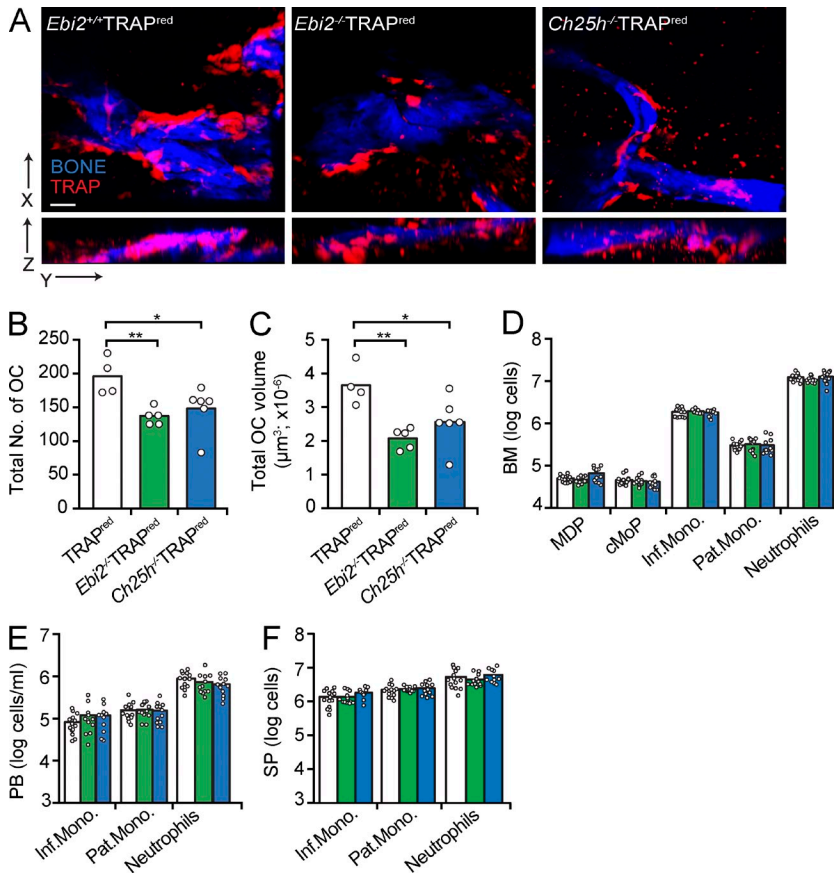 A
Ebi2+/+TRAPred
Ebi2-/-TRAPred
Ch25h-/-TRAPred
BONE
TRAP
X
Z
Y
B
Total No. of OC
250
200
150
100
50
0
*
**
TRAPred
Ebi2-/-TRAPred
Ch25h-/-TRAPred
C
Total OC volume
(µm3; x10-6)
5
4
3
2
1
0
*
**
TRAPred
Ebi2-/-TRAPred
Ch25h-/-TRAPred
D
BM (log cells)
8
7
6
5
4
MDP
cMoP
Inf.Mono.
Pat.Mono.
Neutrophils
E
PB (log cells/ml)
7
6
5
4
3
Inf.Mono.
Pat.Mono.
Neutrophils
F
SP (log cells)
8
7
6
5
4
3
Inf.Mono.
Pat.Mono.
Neutrophils